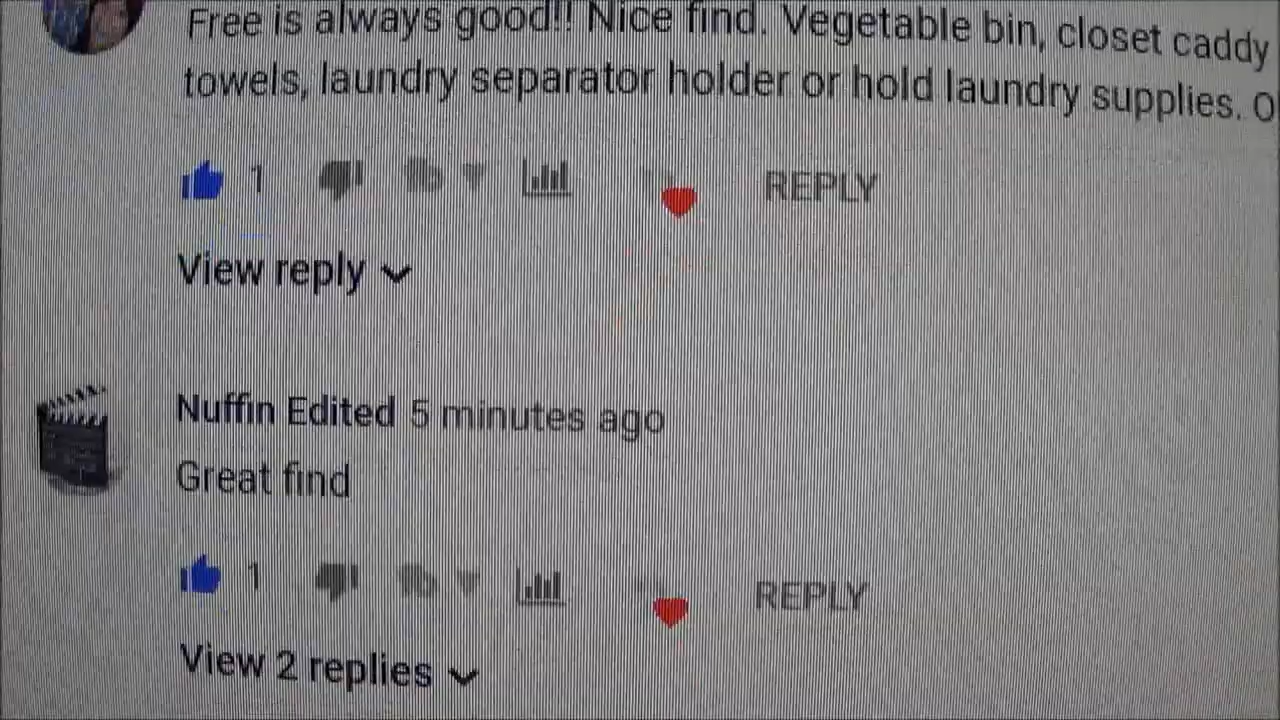 Free is always good!! Nice find. Vegetable bin, closet caddy
towels, laundry separator holder or hold laundry supplies. O
1 REPLY
View reply
Nuffin Edited 5 minutes ago
Great find
1 REPLY
View 2 replies